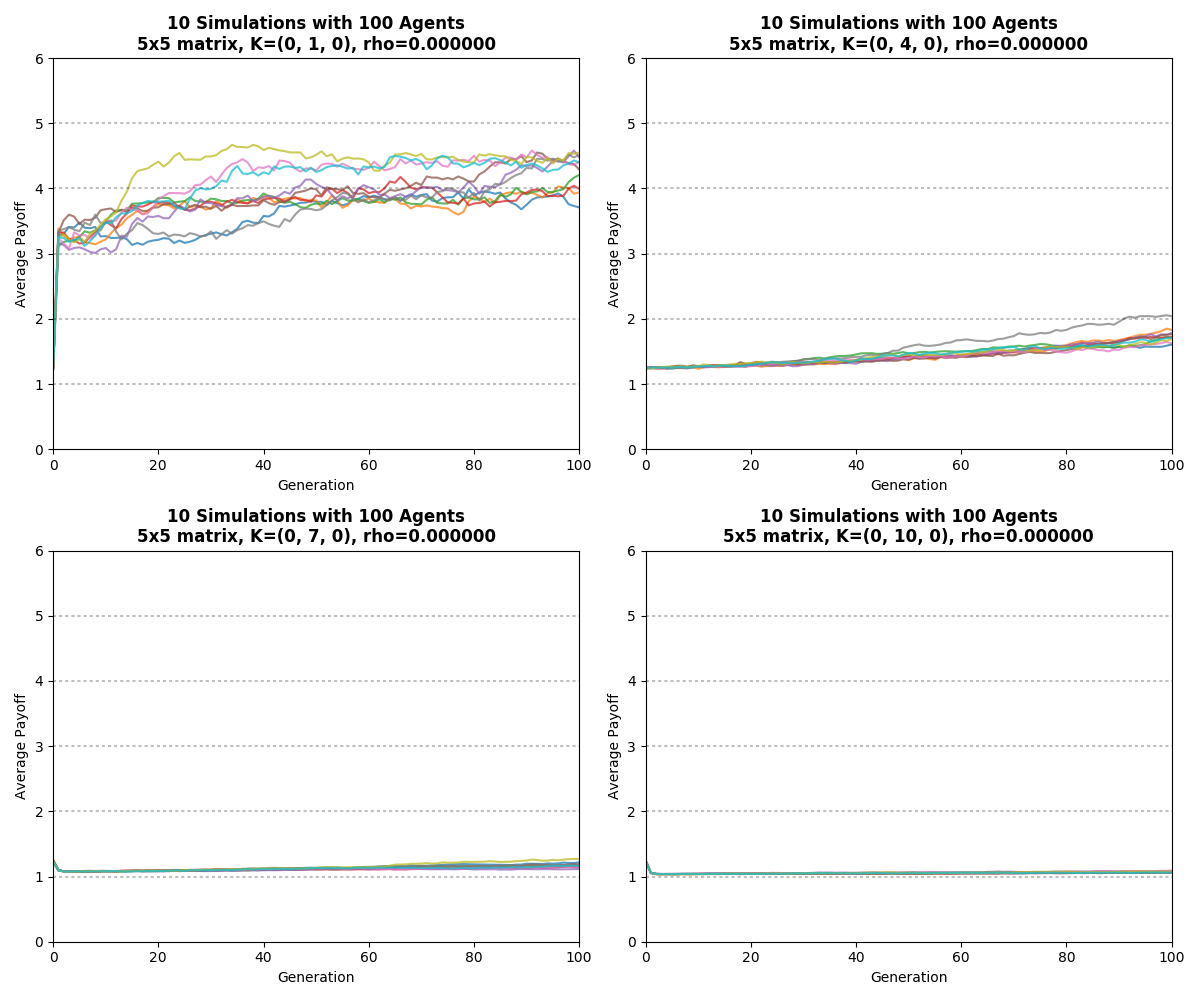 10 Simulations with 100 Agents
5x5 matrix, K=(0, 1, 0), rho=0.000000
6
5
4
3
2
1
0
Average Payoff
0 20 40 60 80 100
Generation
10 Simulations with 100 Agents
5x5 matrix, K=(0, 4, 0), rho=0.000000
6
5
4
3
2
1
0
Average Payoff
0 20 40 60 80 100
Generation
10 Simulations with 100 Agents
5x5 matrix, K=(0, 7, 0), rho=0.000000
6
5
4
3
2
1
0
Average Payoff
0 20 40 60 80 100
Generation
10 Simulations with 100 Agents
5x5 matrix, K=(0, 10, 0), rho=0.000000
6
5
4
3
2
1
0
Average Payoff
0 20 40 60 80 100
Generation